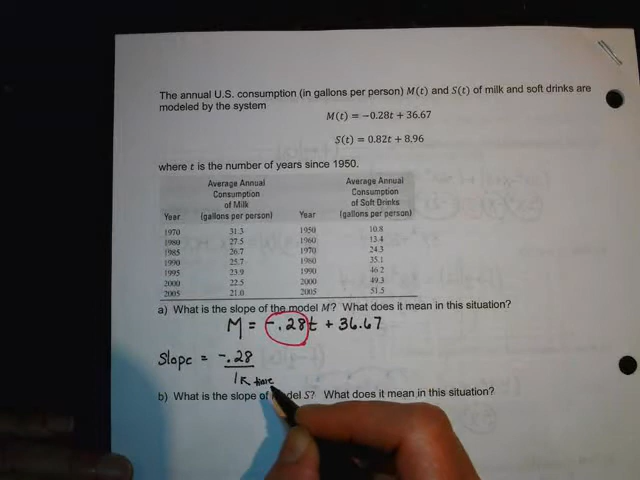 The annual U.S. consumption (in gallons per person) M(t) and S(t) of milk and soft drinks are
modeled by the system
M(t) = −0.28t + 36.67
S(t) = 0.82t + 8.96
where t is the number of years since 1950.
Average Annual Average Annual
Consumption Consumption
of Milk of Soft Drinks
Year (gallons per person) Year (gallons per person)
1970 31.3 1950 10.8
1980 27.5 1960 13.4
1985 26.7 1970 24.3
1990 25.7 1980 35.1
1995 23.9 1990 46.2
2000 22.5 2000 49.3
2005 21.0 2005 51.5
a) What is the slope of the model M? What does it mean in this situation?
M = -.28t + 36.67
Slope = -.28
1 time
b) What is the slope of model S? What does it mean in this situation?